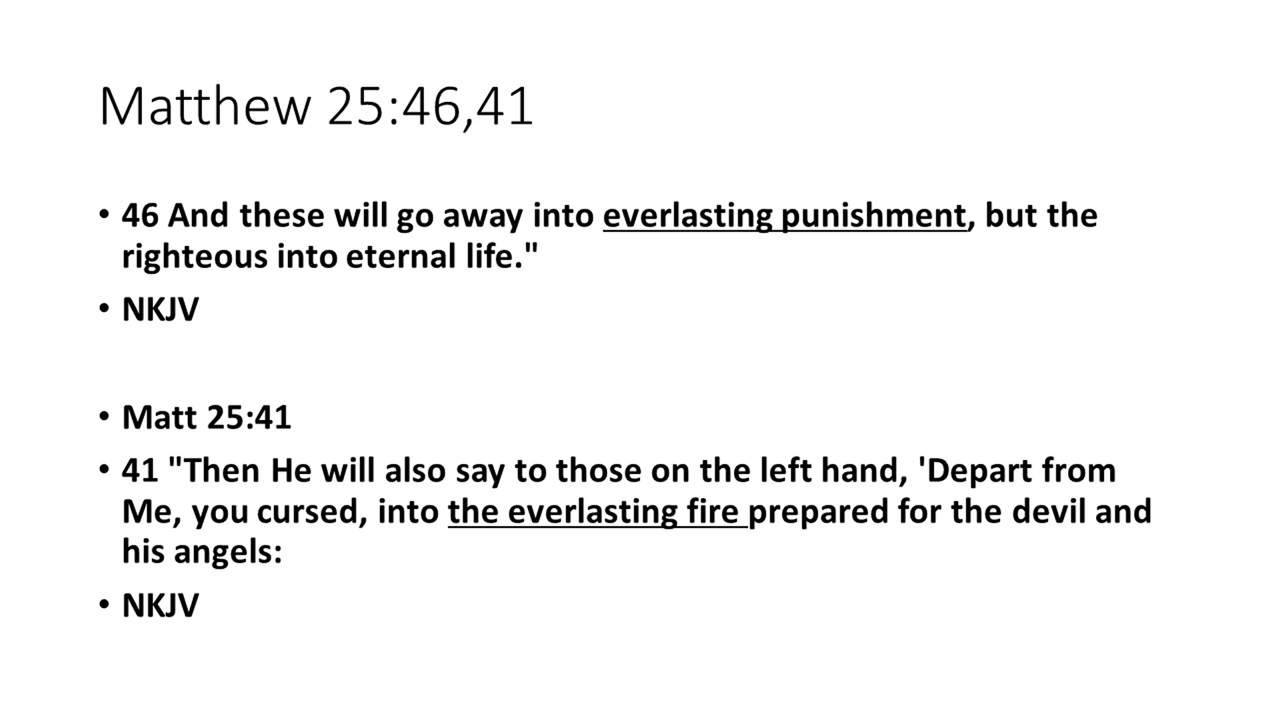 Matthew 25:46,41
• 46 And these will go away into everlasting punishment, but the
righteous into eternal life."
• NKJV
• Matt 25:41
• 41 "Then He will also say to those on the left hand, 'Depart from
Me, you cursed, into the everlasting fire prepared for the devil and
his angels:
• NKJV